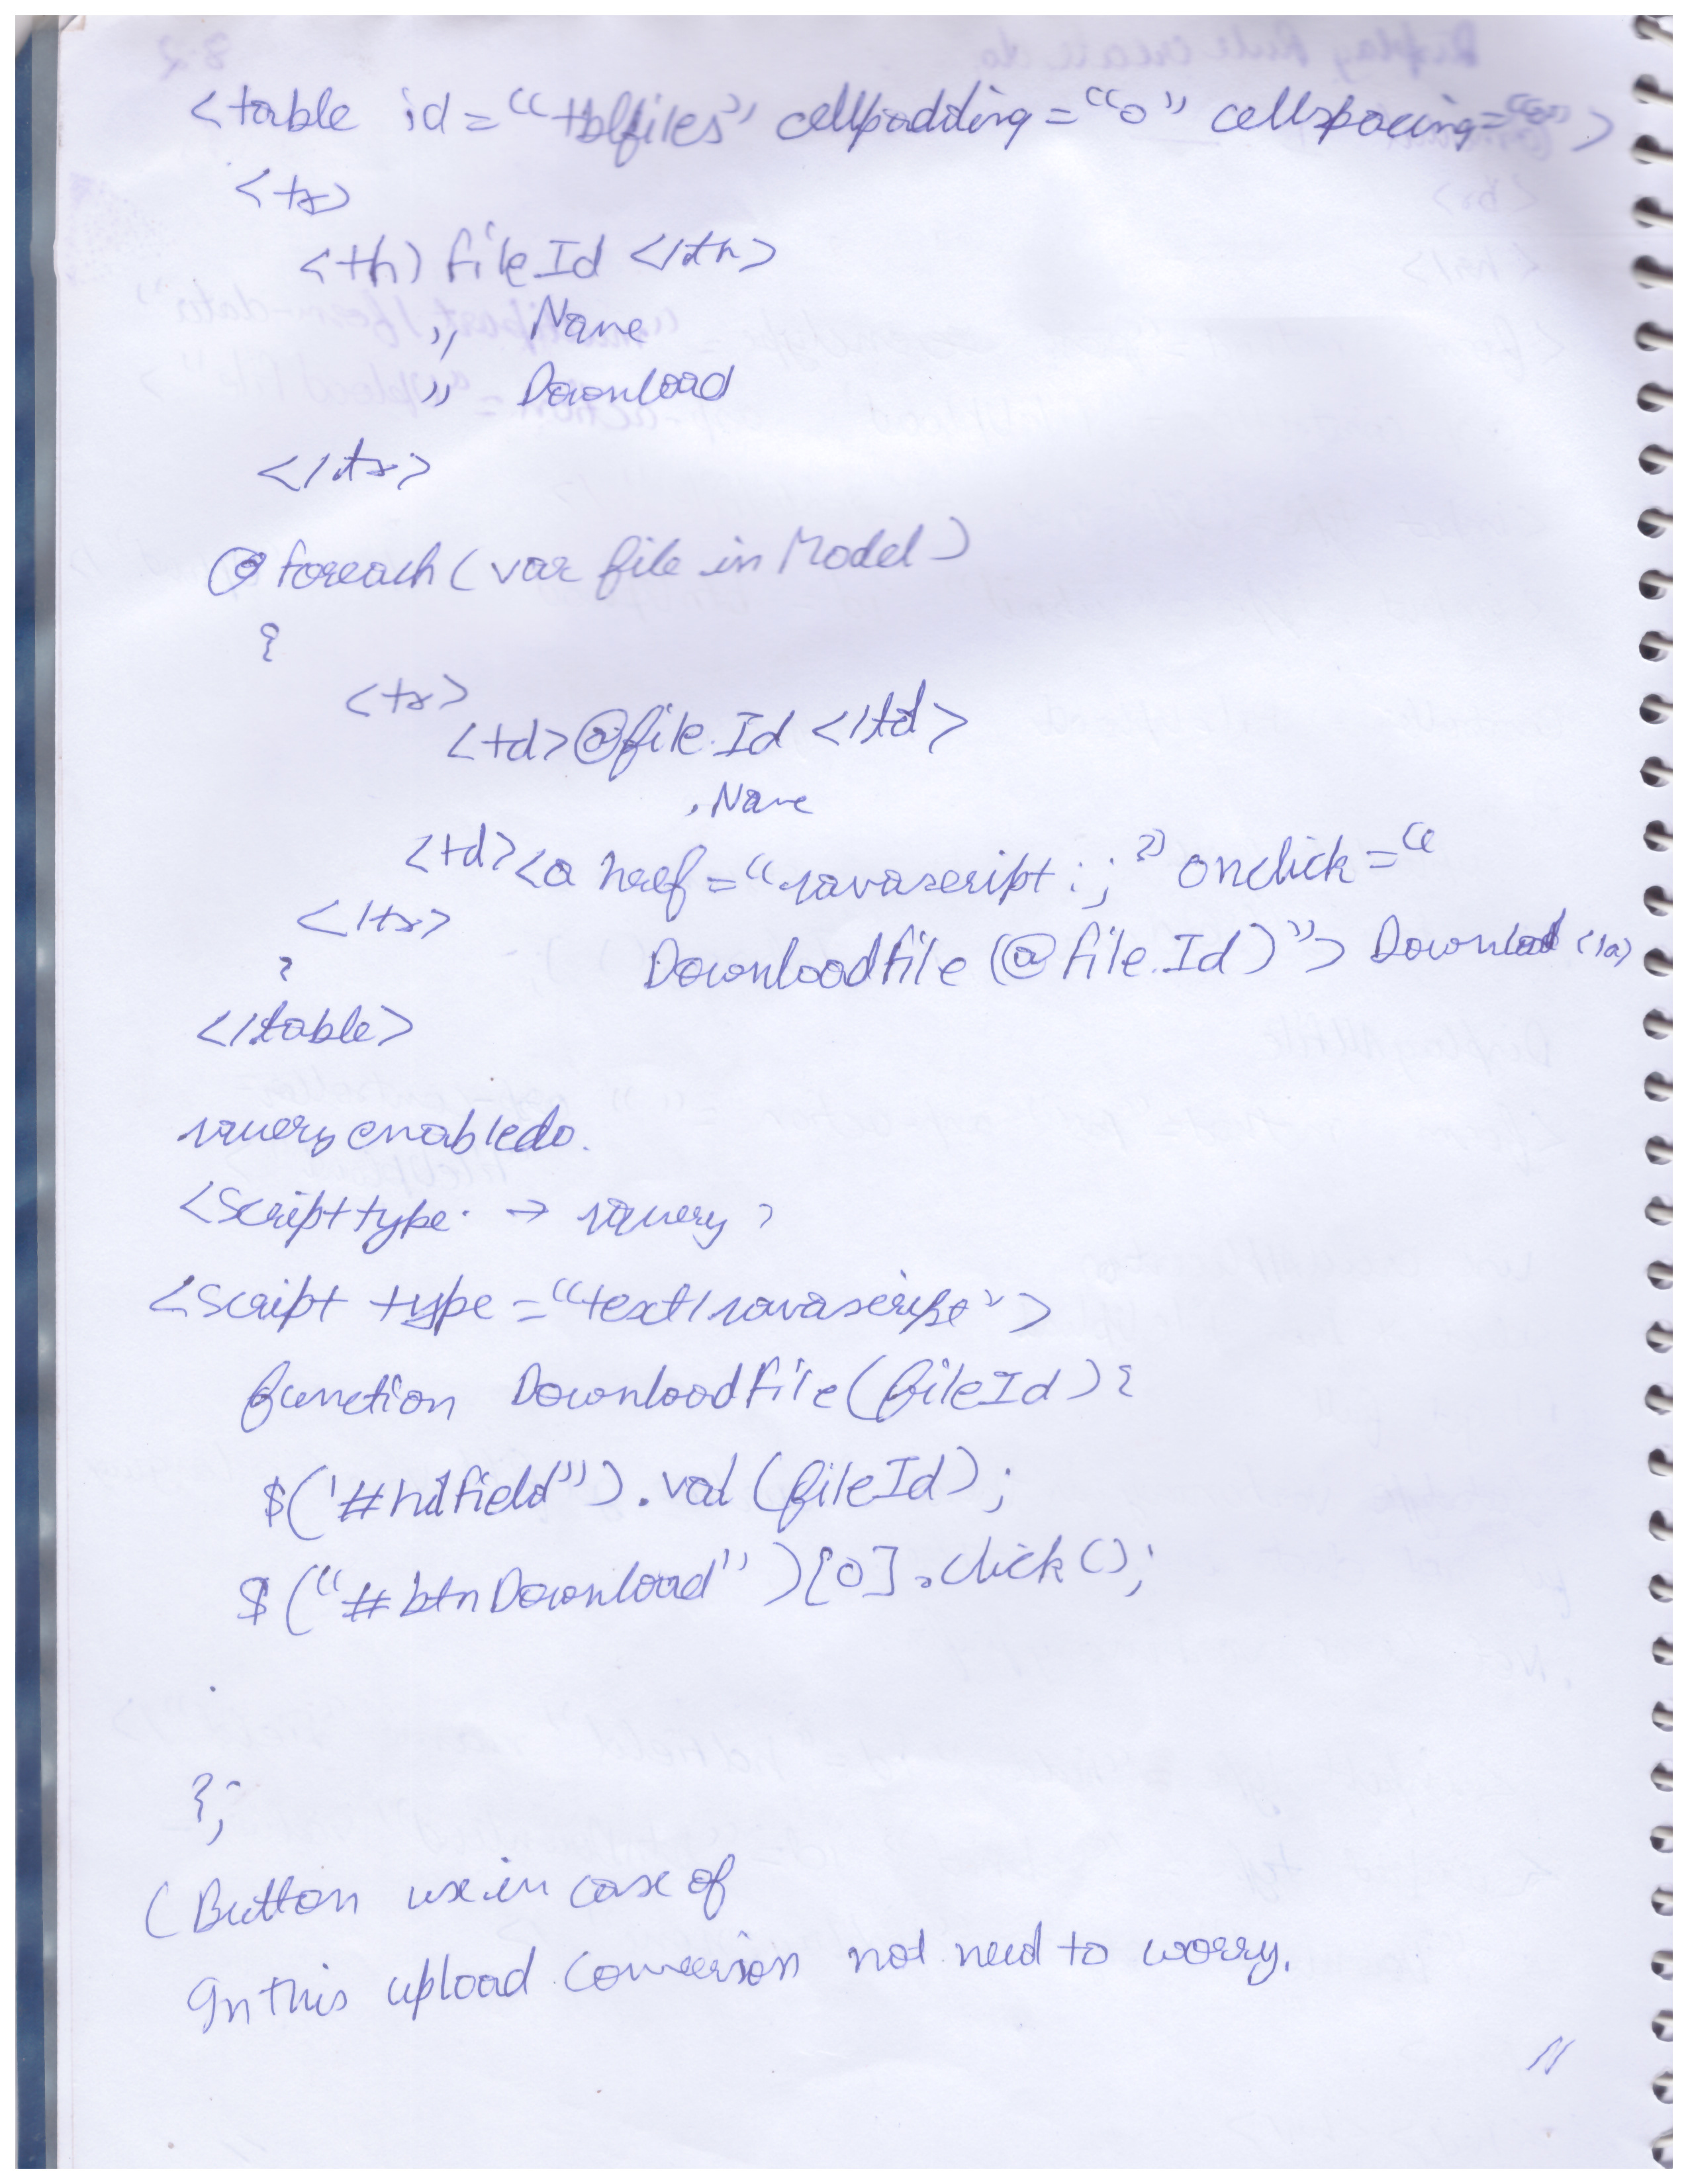 <table id="tblfiles" cellpadding="0" cellspacing="0">
<tr>
<th> fileId </th>
" Name
" Download
</tr>
@foreach(var file in Model)
{
<tr>
<td>@file.Id </td>
.Name
<td><a href="javascript:;" onclick="
</tr>
DownloadFile(@file.Id)"> Download </a>
}
</table>
jquery enabledo.
<Script type. → jquery >
<Script type="text/javascript">
function DownloadFile(fileId){
$('#hdfield").val(fileId);
$("#btnDownload")[0].click();
};
(Button use in case of
In this upload conversion not need to worry.